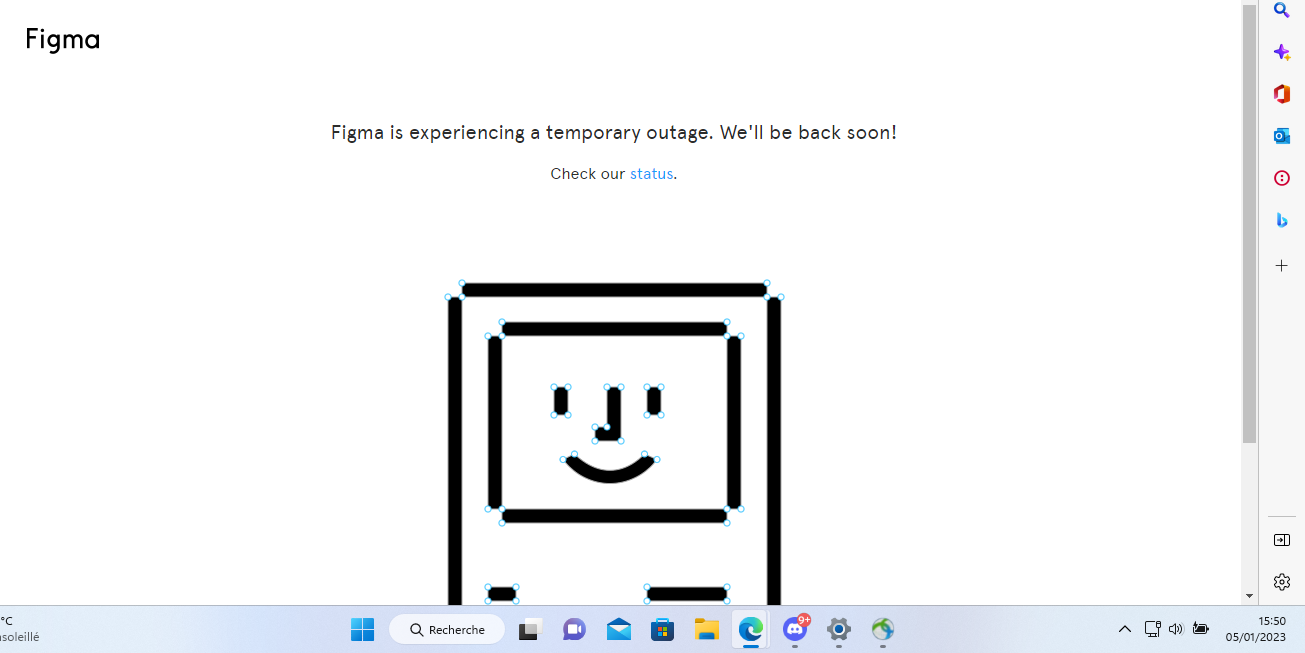 Figma
Figma is experiencing a temporary outage. We'll be back soon!
Check our status.
°C
nsoleillé
Recherche
9+
15:50
05/01/2023